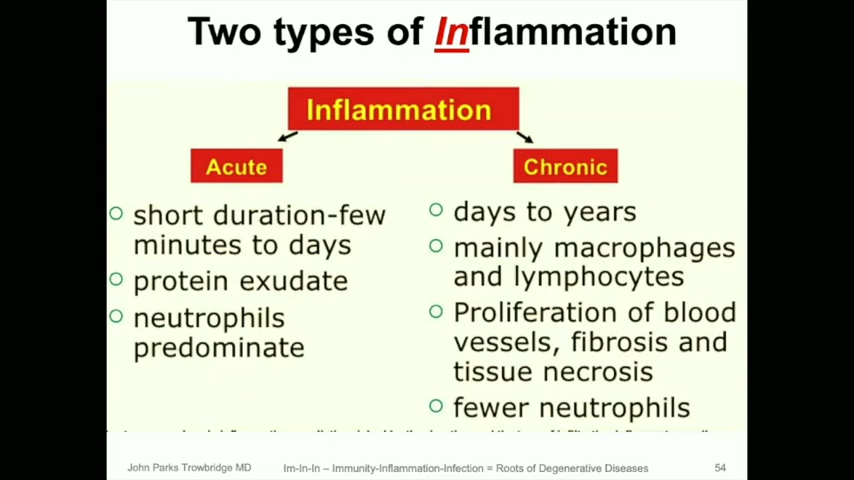 Two types of Inflammation
Inflammation
Acute
Chronic
short duration-few
minutes to days
protein exudate
neutrophils
predominate
days to years
mainly macrophages
and lymphocytes
Proliferation of blood
vessels, fibrosis and
tissue necrosis
fewer neutrophils
John Parks Trowbridge MD
Im-In-In – Immunity-Inflammation-Infection = Roots of Degenerative Diseases
54